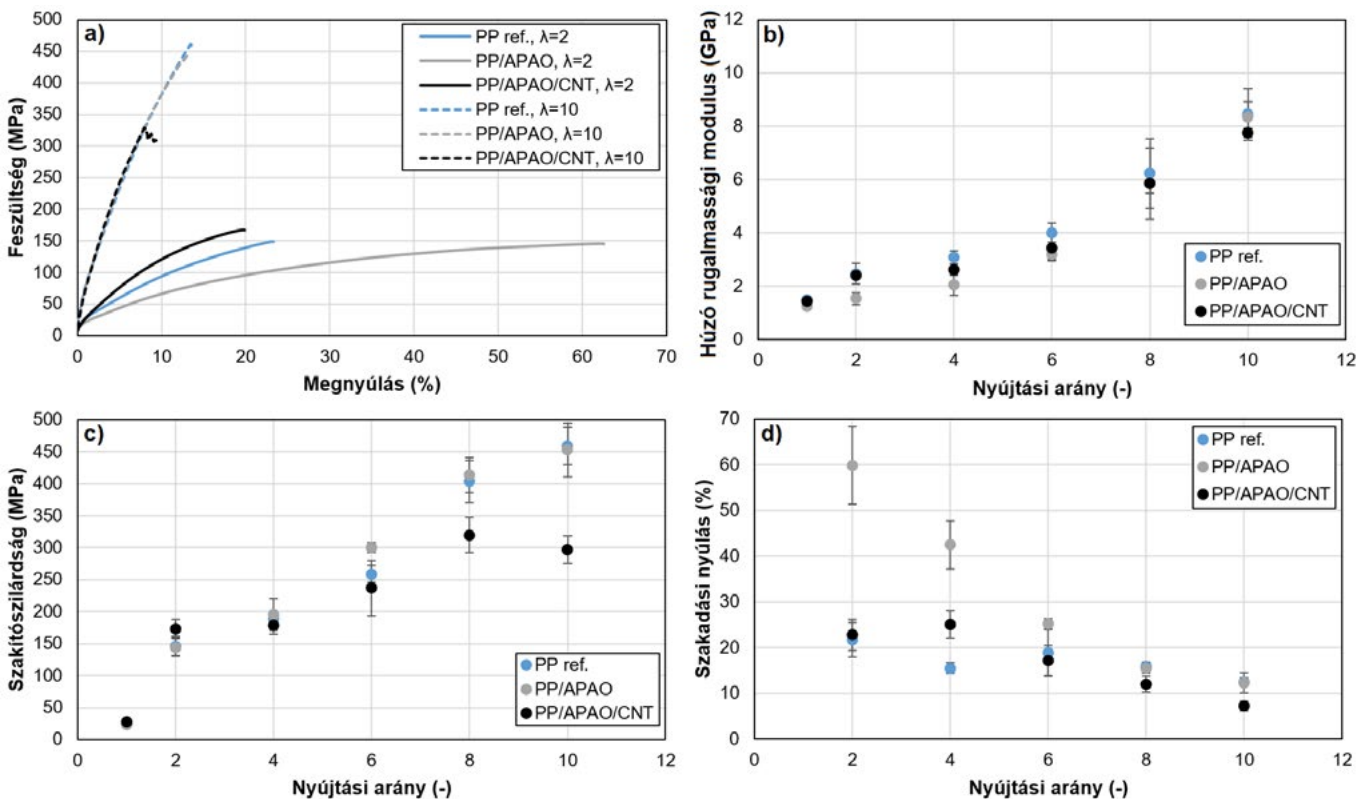 a)
500
450
400
350
300
250
200
150
100
50
0
Feszültség (MPa)
PP ref., λ=2
PP/APAO, λ=2
PP/APAO/CNT, λ=2
PP ref., λ=10
PP/APAO, λ=10
PP/APAO/CNT, λ=10
0 10 20 30 40 50 60 70
Megnyúlás (%)
b)
12
10
8
6
4
2
0
Húzó rugalmassági modulus (GPa)
PP ref.
PP/APAO
PP/APAO/CNT
0 2 4 6 8 10 12
Nyújtási arány (-)
c)
500
450
400
350
300
250
200
150
100
50
0
Szakítószilárdság (MPa)
PP ref.
PP/APAO
PP/APAO/CNT
0 2 4 6 8 10 12
Nyújtási arány (-)
d)
70
60
50
40
30
20
10
0
Szakadási nyúlás (%)
PP ref.
PP/APAO
PP/APAO/CNT
0 2 4 6 8 10 12
Nyújtási arány (-)